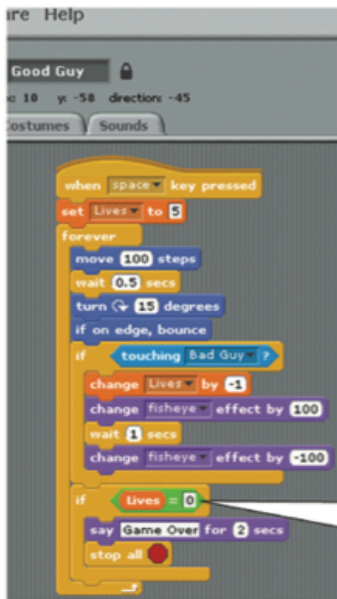 are Help
Good Guy
x: 10 y: -58 direction: -45
Costumes Sounds
when space key pressed
set Lives to 5
forever
move 100 steps
wait 0.5 secs
turn 15 degrees
if on edge, bounce
if touching Bad Guy ?
change Lives by -1
change fisheye effect by 100
wait 1 secs
change fisheye effect by -100
if Lives = 0
say Game Over for 2 secs
stop all